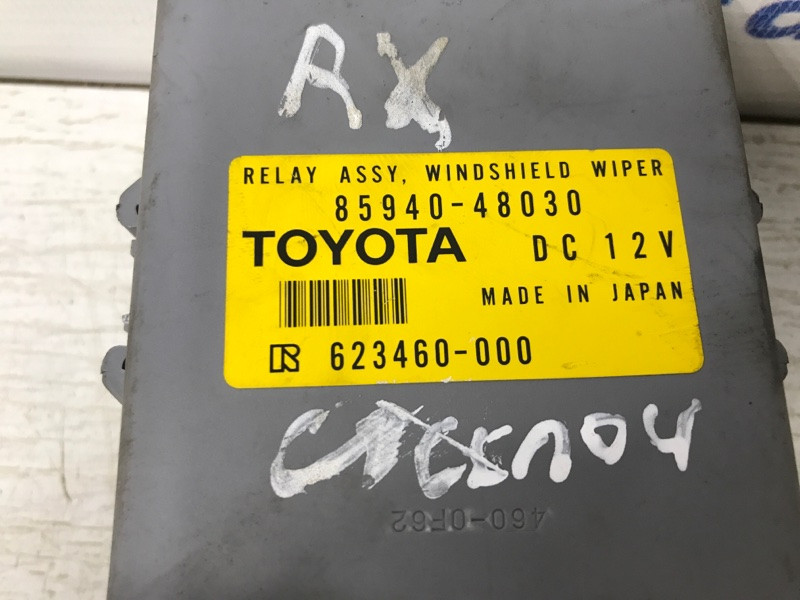 RX
RELAY ASSY, WINDSHIELD WIPER
85940-48030
TOYOTA DC 12V
MADE IN JAPAN
R 623460-000
460-0F62